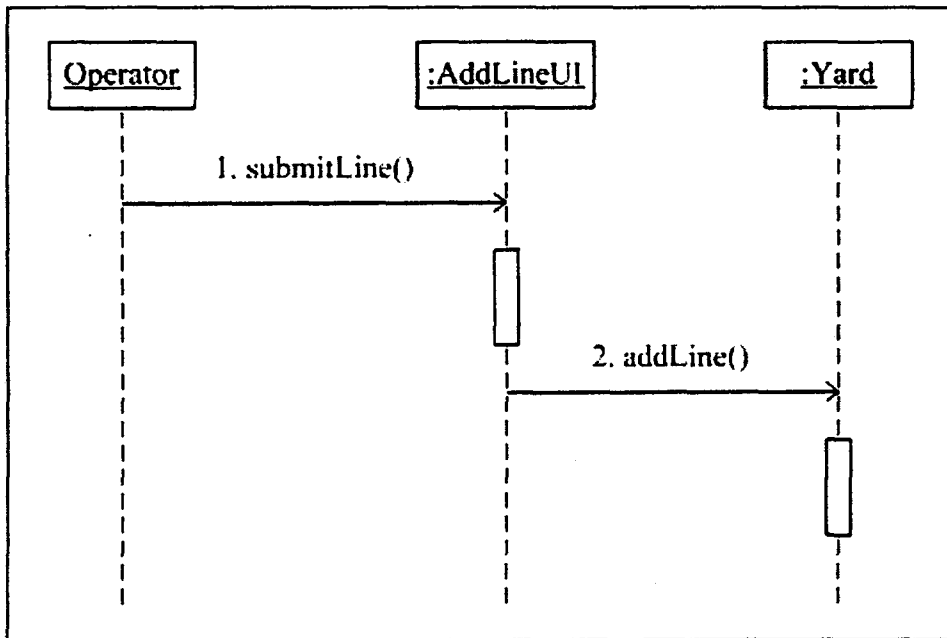 Operator
:AddLineUI
:Yard
1. submitLine()
2. addLine()